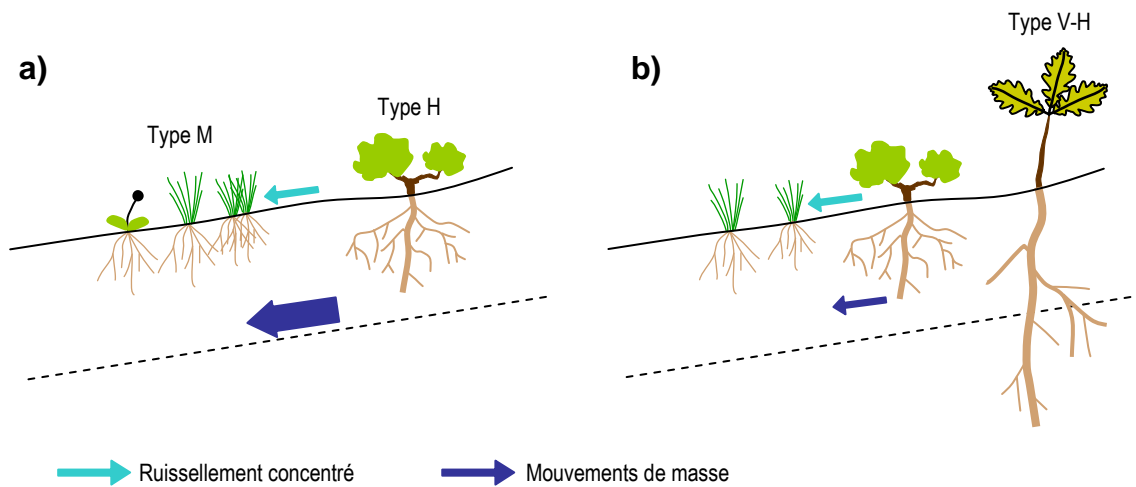 a)
Type M
Type H
b)
Type V-H
Ruissellement concentré
Mouvements de masse